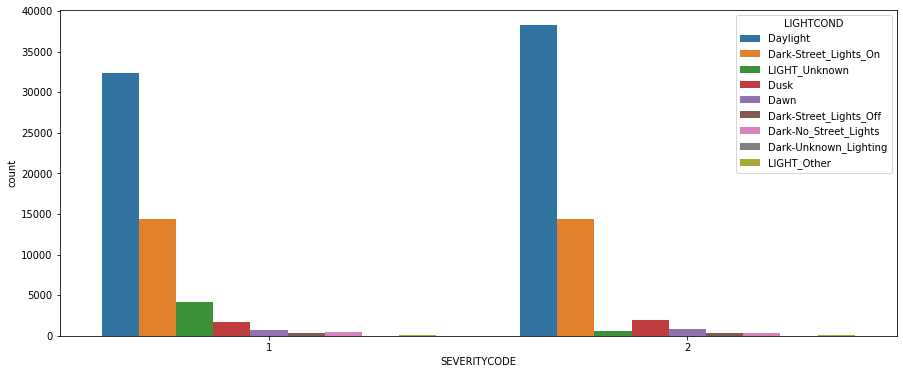 40000
35000
30000
25000
20000
15000
10000
5000
0
count
1
2
SEVERITYCODE
LIGHTCOND
Daylight
Dark-Street_Lights_On
LIGHT_Unknown
Dusk
Dawn
Dark-Street_Lights_Off
Dark-No_Street_Lights
Dark-Unknown_Lighting
LIGHT_Other